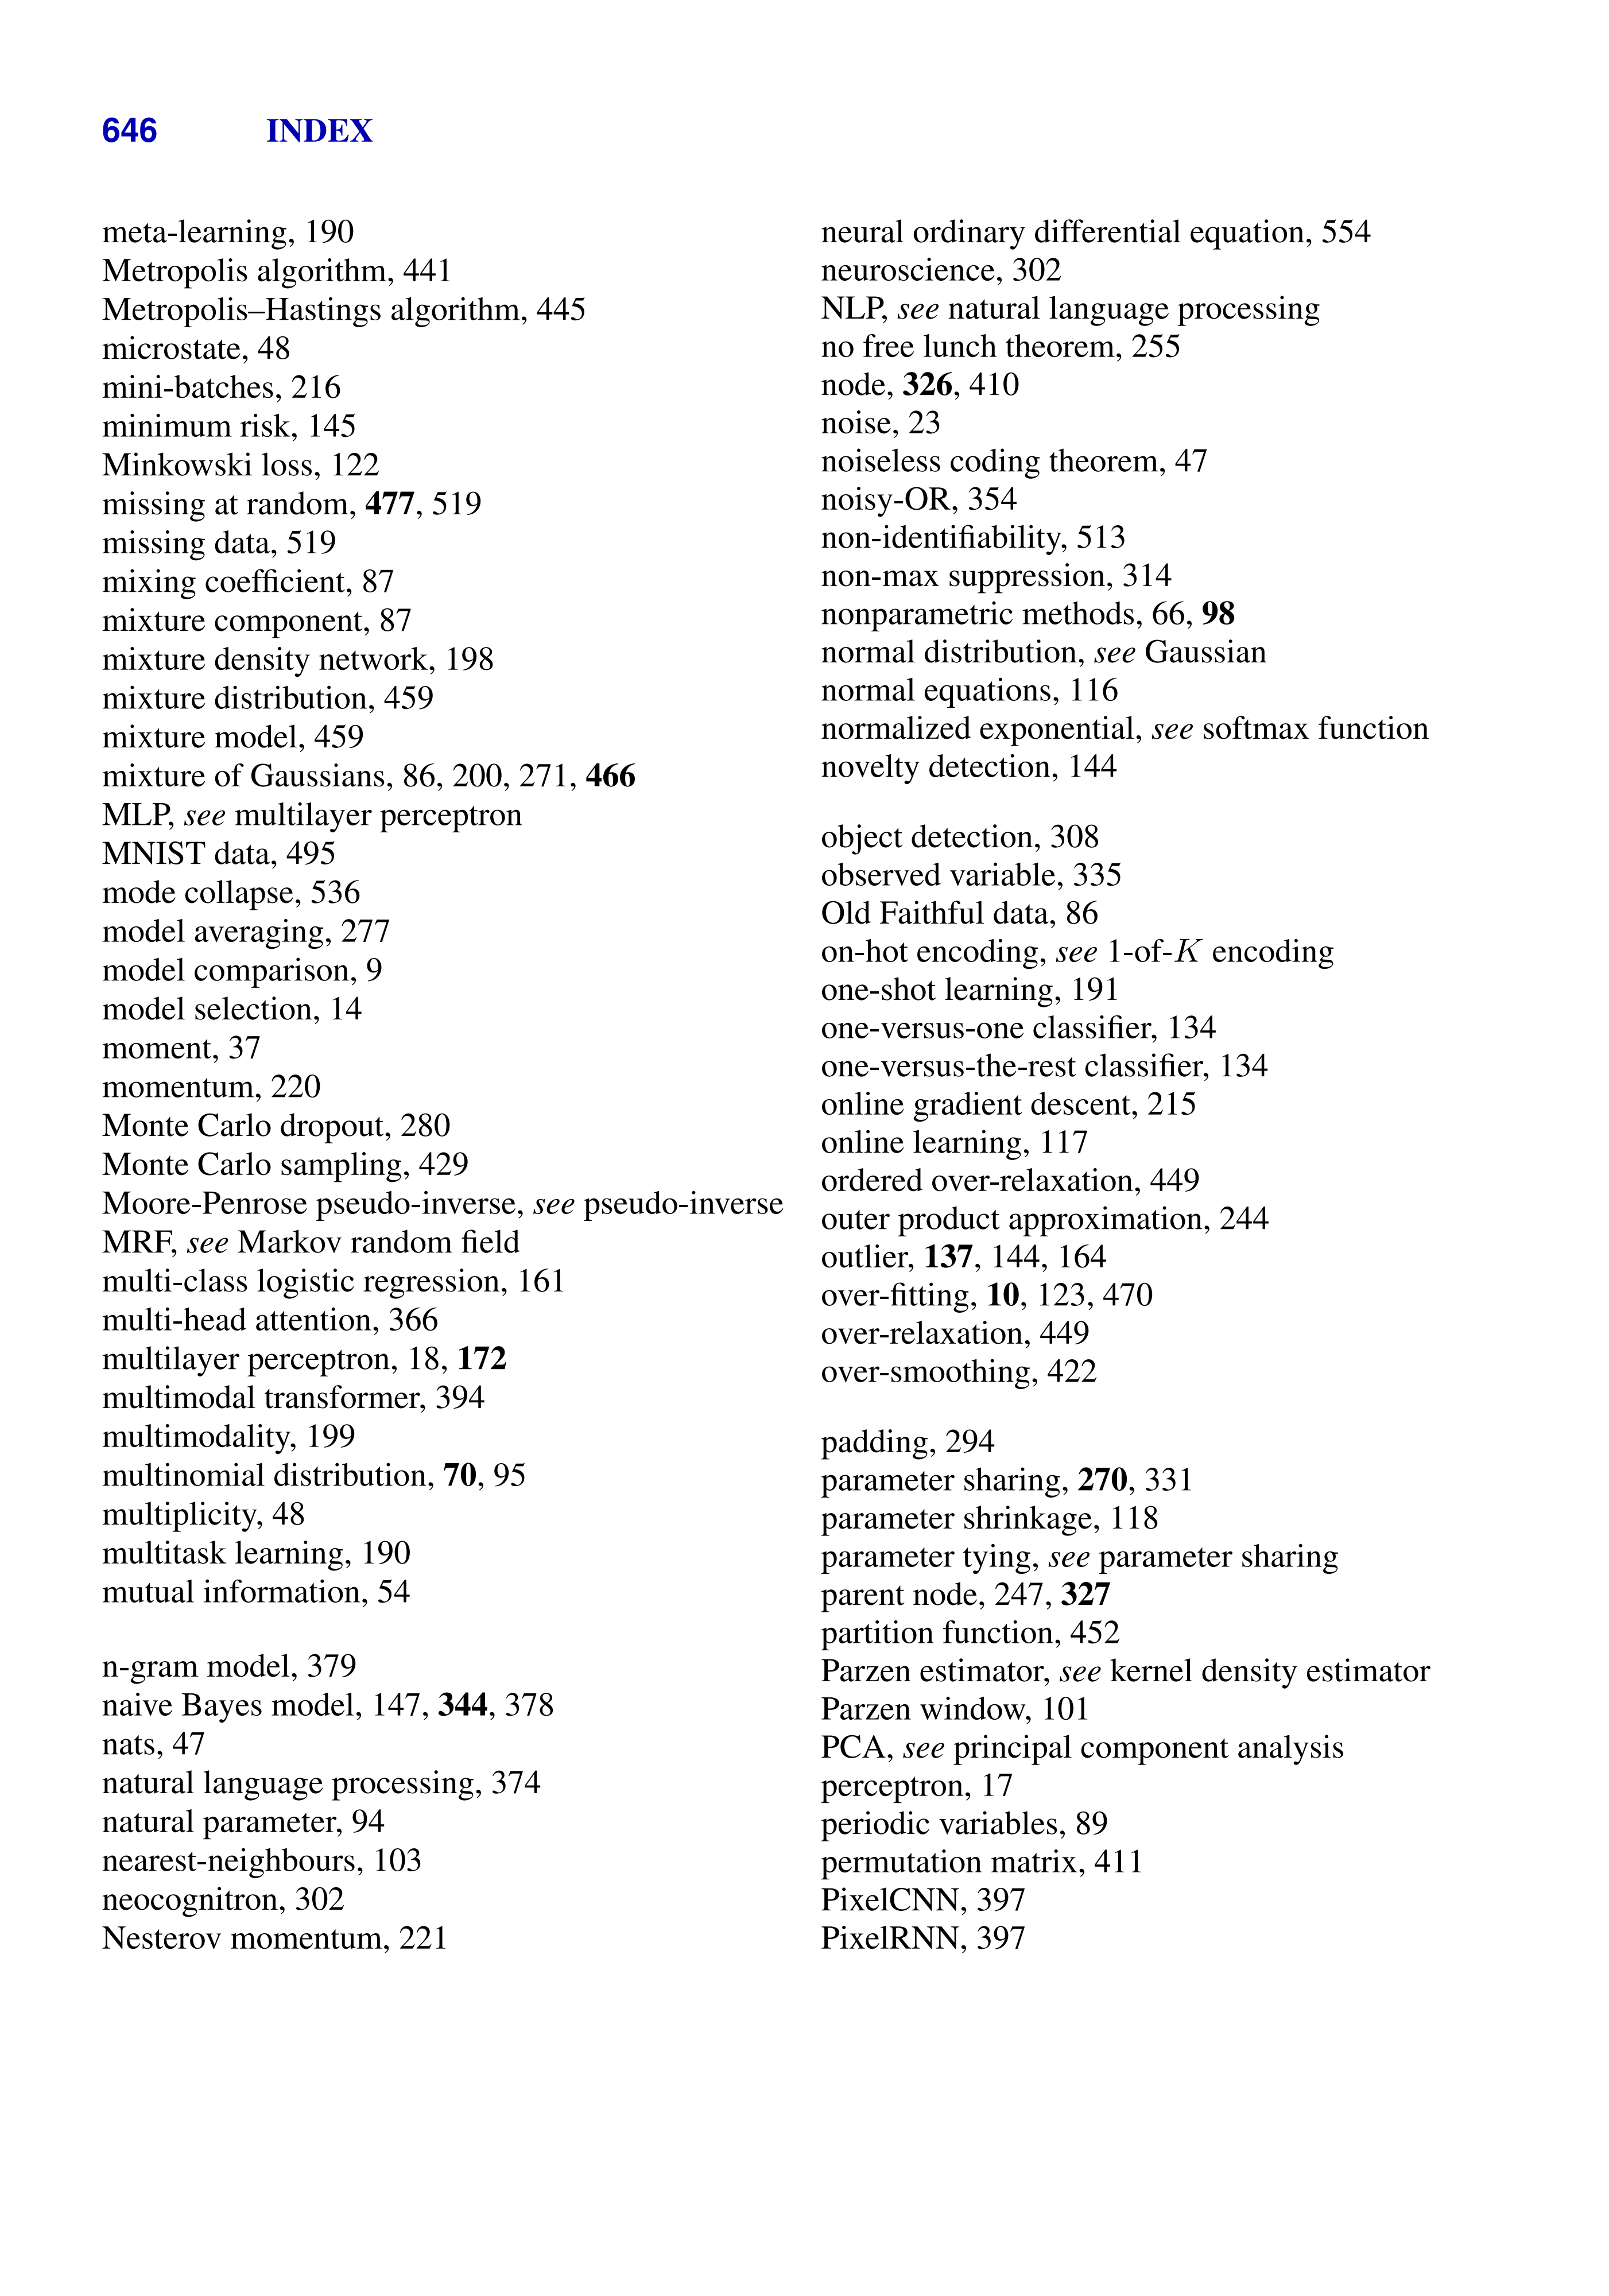 646 INDEX
meta-learning, 190
Metropolis algorithm, 441
Metropolis–Hastings algorithm, 445
microstate, 48
mini-batches, 216
minimum risk, 145
Minkowski loss, 122
missing at random, 477, 519
missing data, 519
mixing coefficient, 87
mixture component, 87
mixture density network, 198
mixture distribution, 459
mixture model, 459
mixture of Gaussians, 86, 200, 271, 466
MLP, see multilayer perceptron
MNIST data, 495
mode collapse, 536
model averaging, 277
model comparison, 9
model selection, 14
moment, 37
momentum, 220
Monte Carlo dropout, 280
Monte Carlo sampling, 429
Moore-Penrose pseudo-inverse, see pseudo-inverse
MRF, see Markov random field
multi-class logistic regression, 161
multi-head attention, 366
multilayer perceptron, 18, 172
multimodal transformer, 394
multimodality, 199
multinomial distribution, 70, 95
multiplicity, 48
multitask learning, 190
mutual information, 54
n-gram model, 379
naive Bayes model, 147, 344, 378
nats, 47
natural language processing, 374
natural parameter, 94
nearest-neighbours, 103
neocognitron, 302
Nesterov momentum, 221
neural ordinary differential equation, 554
neuroscience, 302
NLP, see natural language processing
no free lunch theorem, 255
node, 326, 410
noise, 23
noiseless coding theorem, 47
noisy-OR, 354
non-identifiability, 513
non-max suppression, 314
nonparametric methods, 66, 98
normal distribution, see Gaussian
normal equations, 116
normalized exponential, see softmax function
novelty detection, 144
object detection, 308
observed variable, 335
Old Faithful data, 86
on-hot encoding, see 1-of-K encoding
one-shot learning, 191
one-versus-one classifier, 134
one-versus-the-rest classifier, 134
online gradient descent, 215
online learning, 117
ordered over-relaxation, 449
outer product approximation, 244
outlier, 137, 144, 164
over-fitting, 10, 123, 470
over-relaxation, 449
over-smoothing, 422
padding, 294
parameter sharing, 270, 331
parameter shrinkage, 118
parameter tying, see parameter sharing
parent node, 247, 327
partition function, 452
Parzen estimator, see kernel density estimator
Parzen window, 101
PCA, see principal component analysis
perceptron, 17
periodic variables, 89
permutation matrix, 411
PixelCNN, 397
PixelRNN, 397